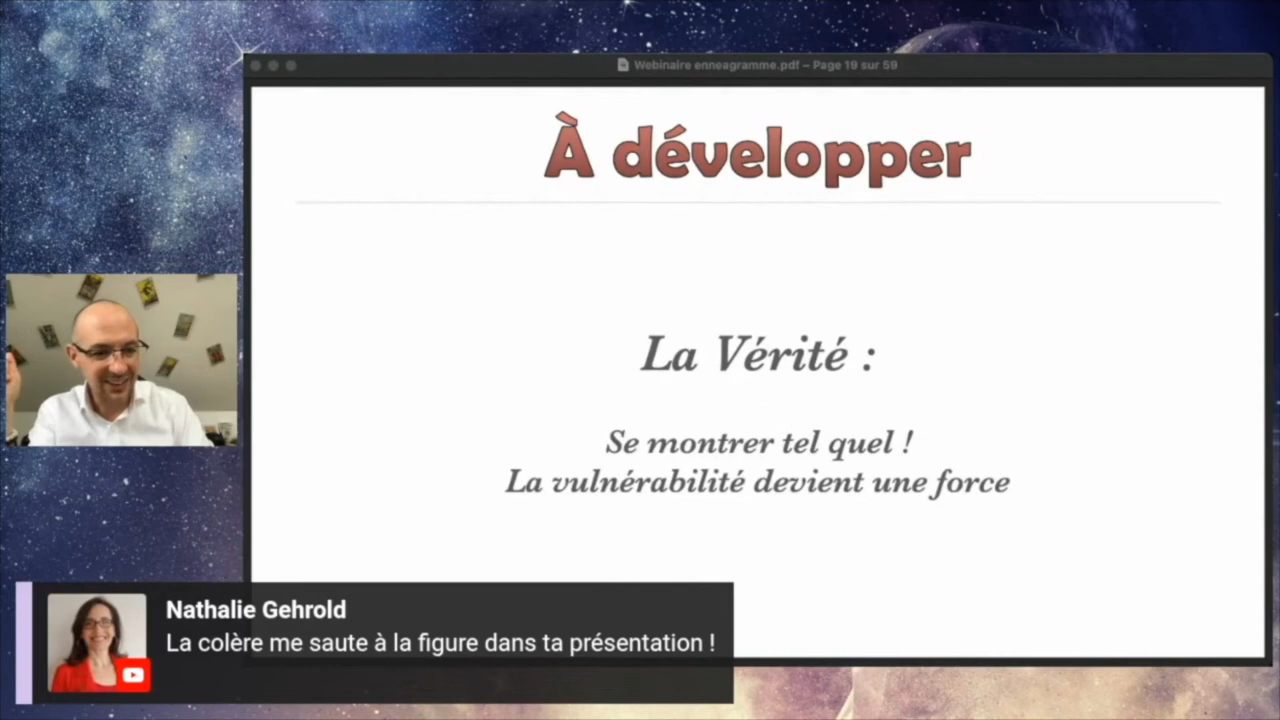 Webinaire enneagramme.pdf – Page 19 sur 59
À développer
La Vérité :
Se montrer tel quel !
La vulnérabilité devient une force
Nathalie Gehrold
La colère me saute à la figure dans ta présentation !